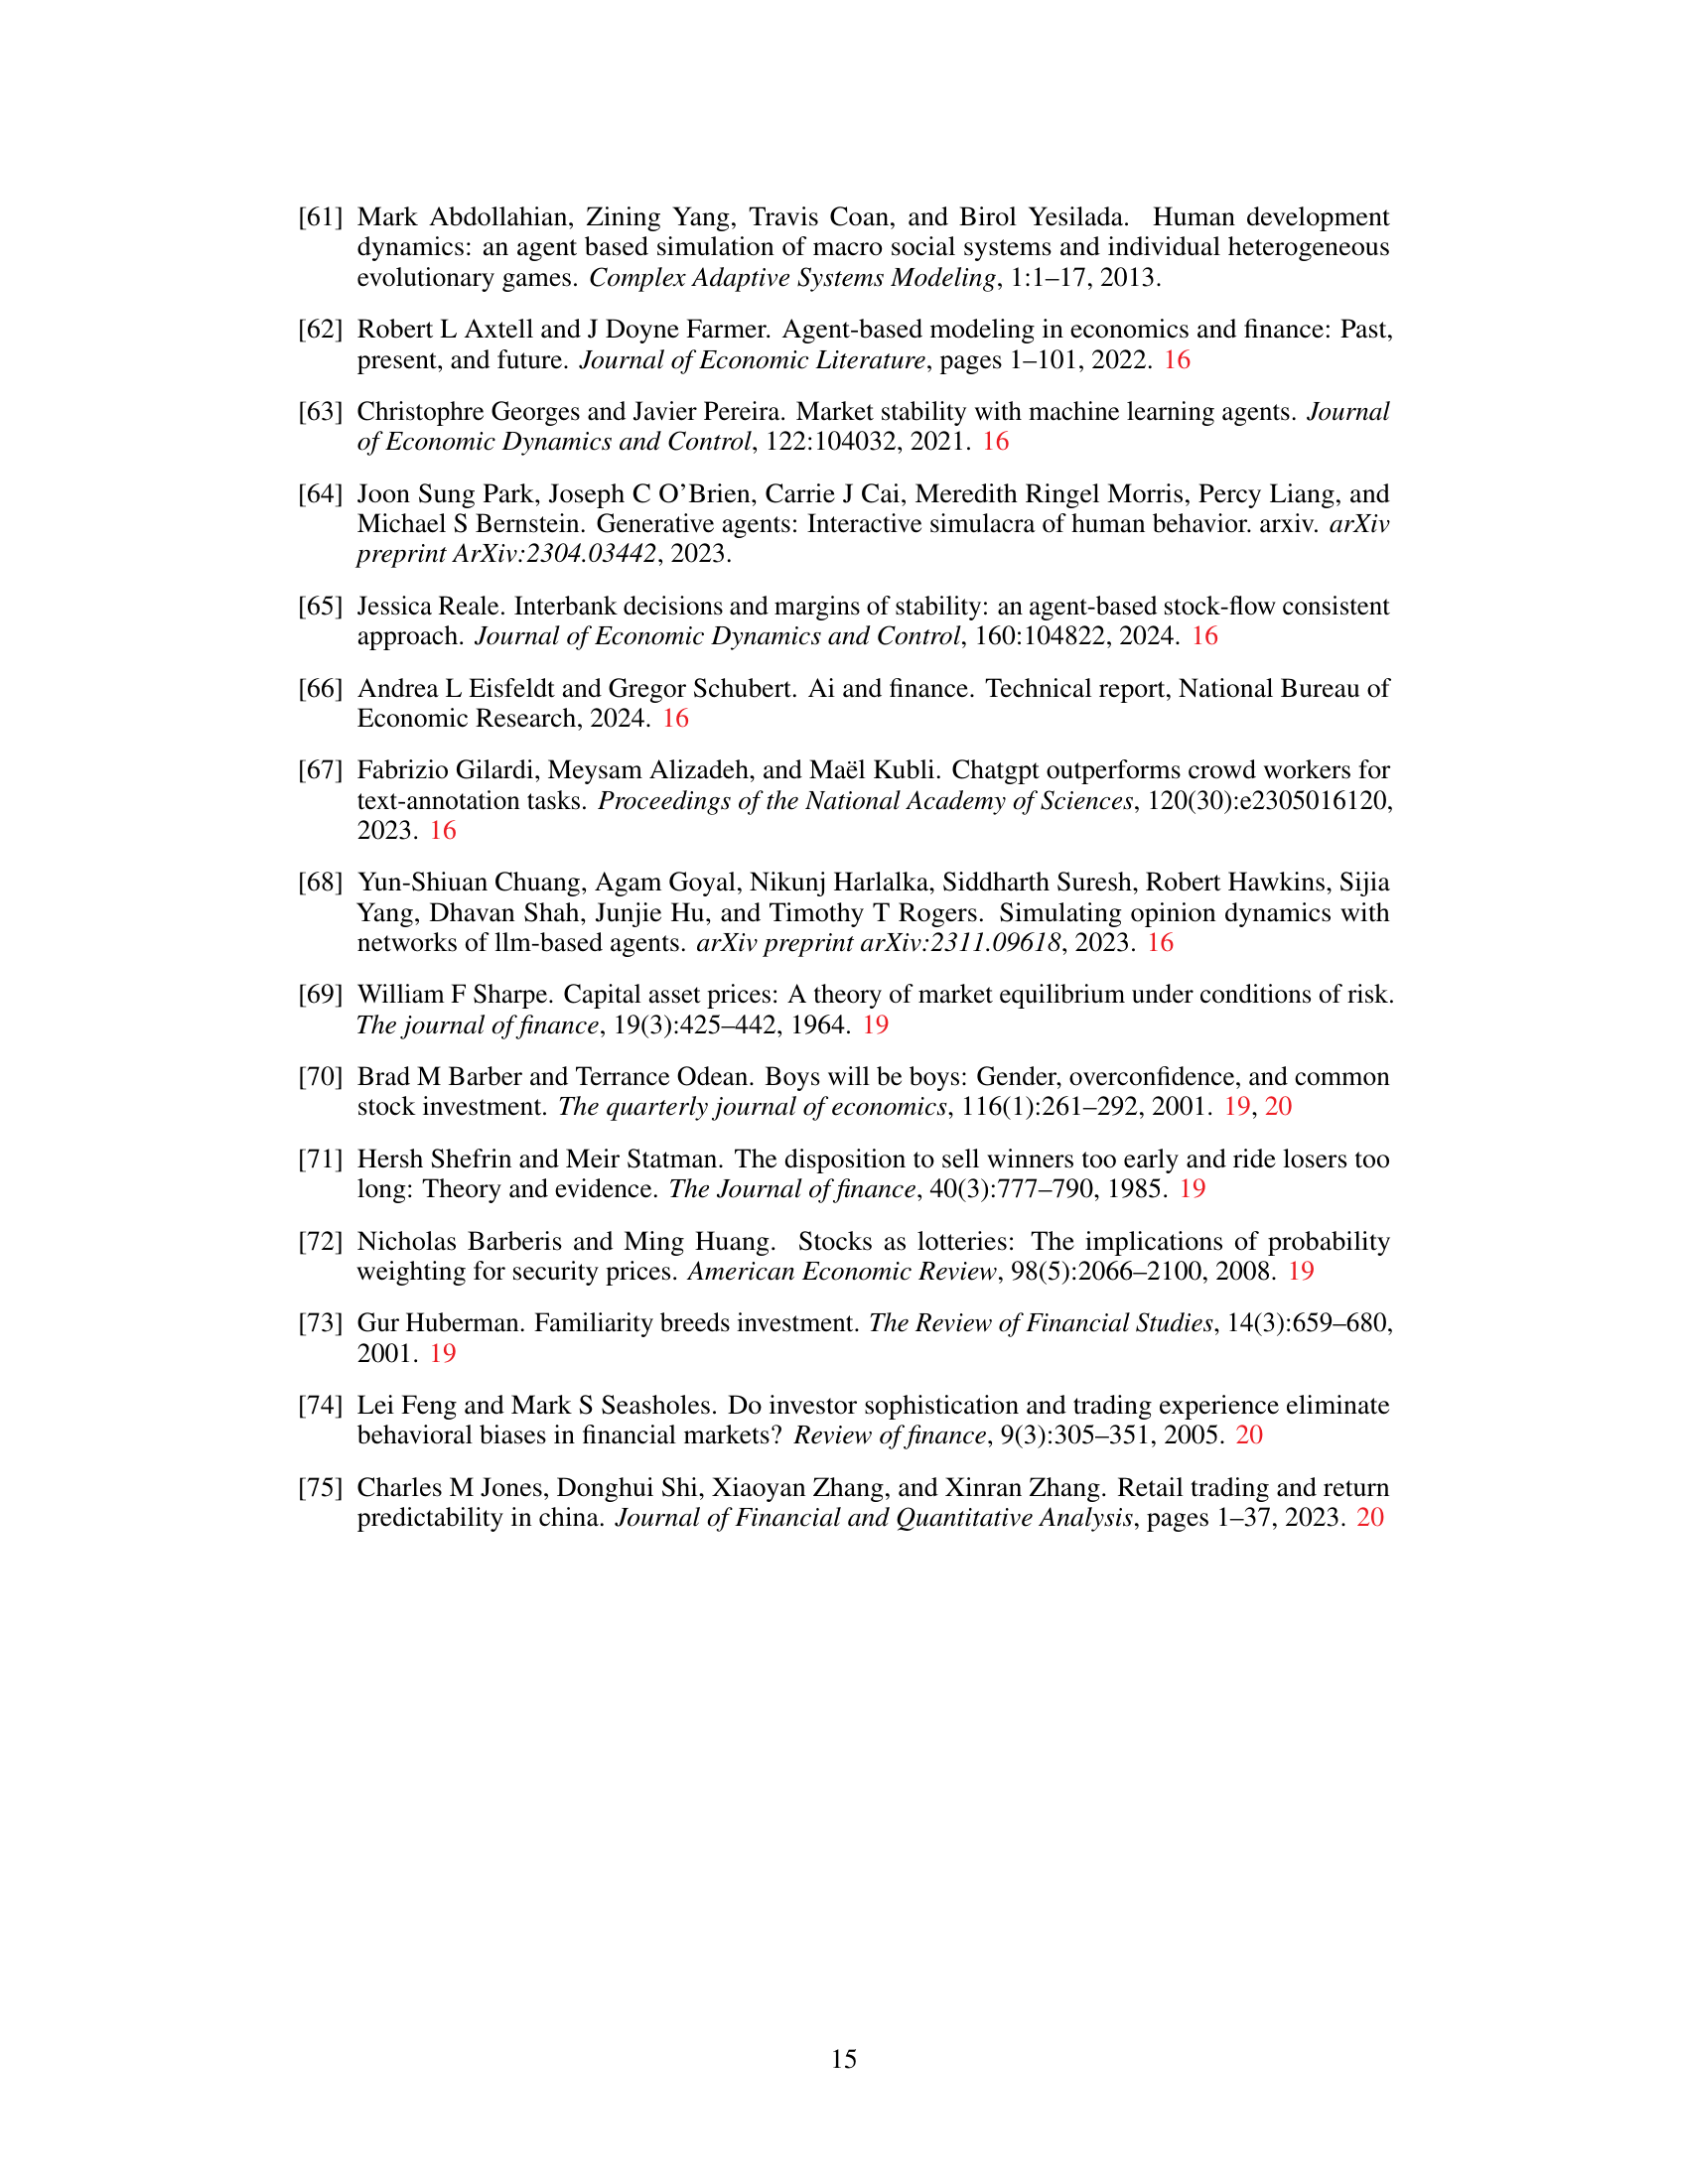 [61] Mark Abdollahian, Zining Yang, Travis Coan, and Birol Yesilada. Human development
dynamics: an agent based simulation of macro social systems and individual heterogeneous
evolutionary games. Complex Adaptive Systems Modeling, 1:1–17, 2013.
[62] Robert L Axtell and J Doyne Farmer. Agent-based modeling in economics and finance: Past,
present, and future. Journal of Economic Literature, pages 1–101, 2022. 16
[63] Christophre Georges and Javier Pereira. Market stability with machine learning agents. Journal
of Economic Dynamics and Control, 122:104032, 2021. 16
[64] Joon Sung Park, Joseph C O’Brien, Carrie J Cai, Meredith Ringel Morris, Percy Liang, and
Michael S Bernstein. Generative agents: Interactive simulacra of human behavior. arxiv. arXiv
preprint ArXiv:2304.03442, 2023.
[65] Jessica Reale. Interbank decisions and margins of stability: an agent-based stock-flow consistent
approach. Journal of Economic Dynamics and Control, 160:104822, 2024. 16
[66] Andrea L Eisfeldt and Gregor Schubert. Ai and finance. Technical report, National Bureau of
Economic Research, 2024. 16
[67] Fabrizio Gilardi, Meysam Alizadeh, and Maël Kubli. Chatgpt outperforms crowd workers for
text-annotation tasks. Proceedings of the National Academy of Sciences, 120(30):e2305016120,
2023. 16
[68] Yun-Shiuan Chuang, Agam Goyal, Nikunj Harlalka, Siddharth Suresh, Robert Hawkins, Sijia
Yang, Dhavan Shah, Junjie Hu, and Timothy T Rogers. Simulating opinion dynamics with
networks of llm-based agents. arXiv preprint arXiv:2311.09618, 2023. 16
[69] William F Sharpe. Capital asset prices: A theory of market equilibrium under conditions of risk.
The journal of finance, 19(3):425–442, 1964. 19
[70] Brad M Barber and Terrance Odean. Boys will be boys: Gender, overconfidence, and common
stock investment. The quarterly journal of economics, 116(1):261–292, 2001. 19, 20
[71] Hersh Shefrin and Meir Statman. The disposition to sell winners too early and ride losers too
long: Theory and evidence. The Journal of finance, 40(3):777–790, 1985. 19
[72] Nicholas Barberis and Ming Huang. Stocks as lotteries: The implications of probability
weighting for security prices. American Economic Review, 98(5):2066–2100, 2008. 19
[73] Gur Huberman. Familiarity breeds investment. The Review of Financial Studies, 14(3):659–680,
2001. 19
[74] Lei Feng and Mark S Seasholes. Do investor sophistication and trading experience eliminate
behavioral biases in financial markets? Review of finance, 9(3):305–351, 2005. 20
[75] Charles M Jones, Donghui Shi, Xiaoyan Zhang, and Xinran Zhang. Retail trading and return
predictability in china. Journal of Financial and Quantitative Analysis, pages 1–37, 2023. 20
15